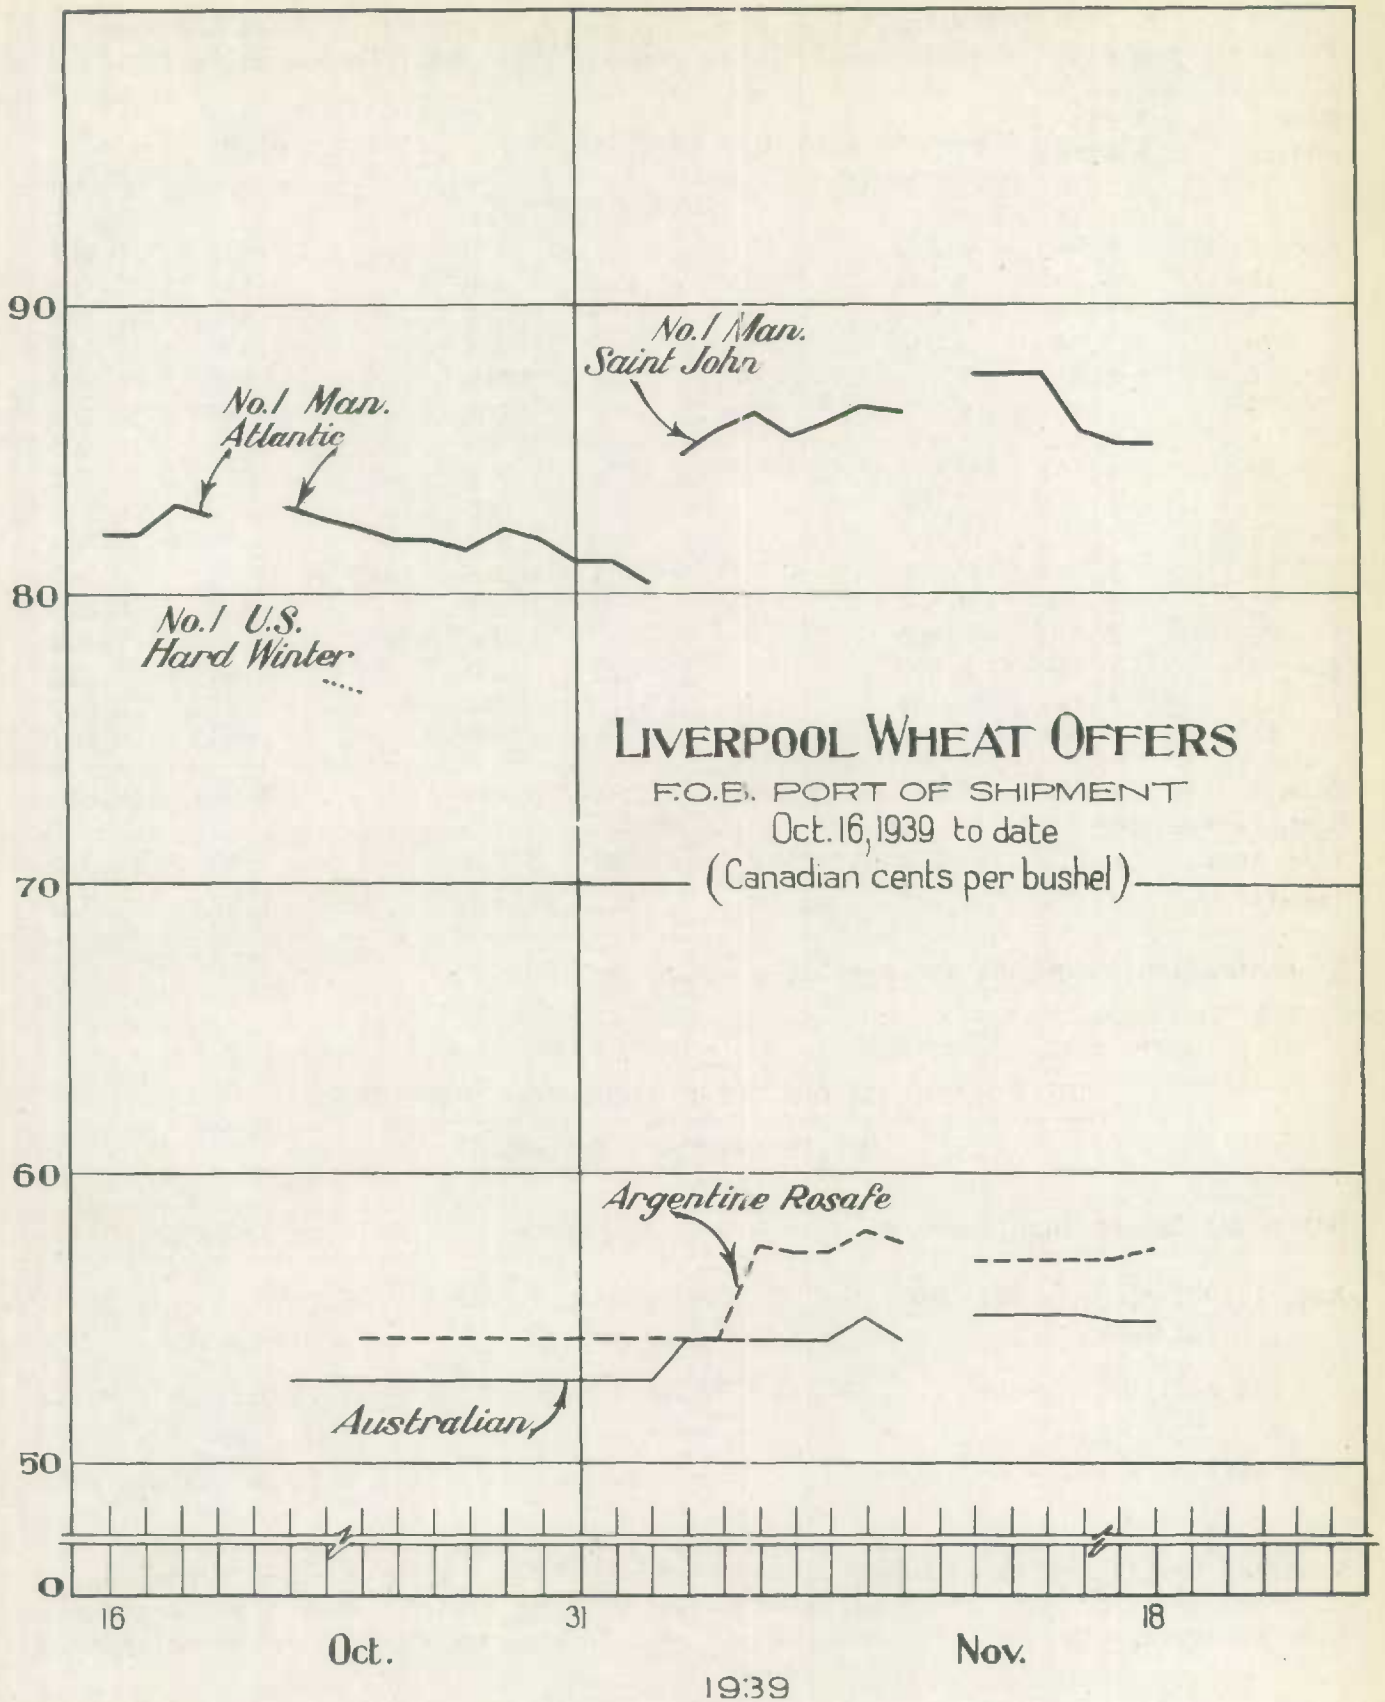 90
No.1 Man.
Saint John
No.1 Man.
Atlantic
80
No.1 U.S.
Hard Winter
LIVERPOOL WHEAT OFFERS
F.O.B. PORT OF SHIPMENT
Oct.16,1939 to date
(Canadian cents per bushel)
70
60
Argentine Rosafe
Australian
50
0
16 31 18
Oct. Nov.
1939